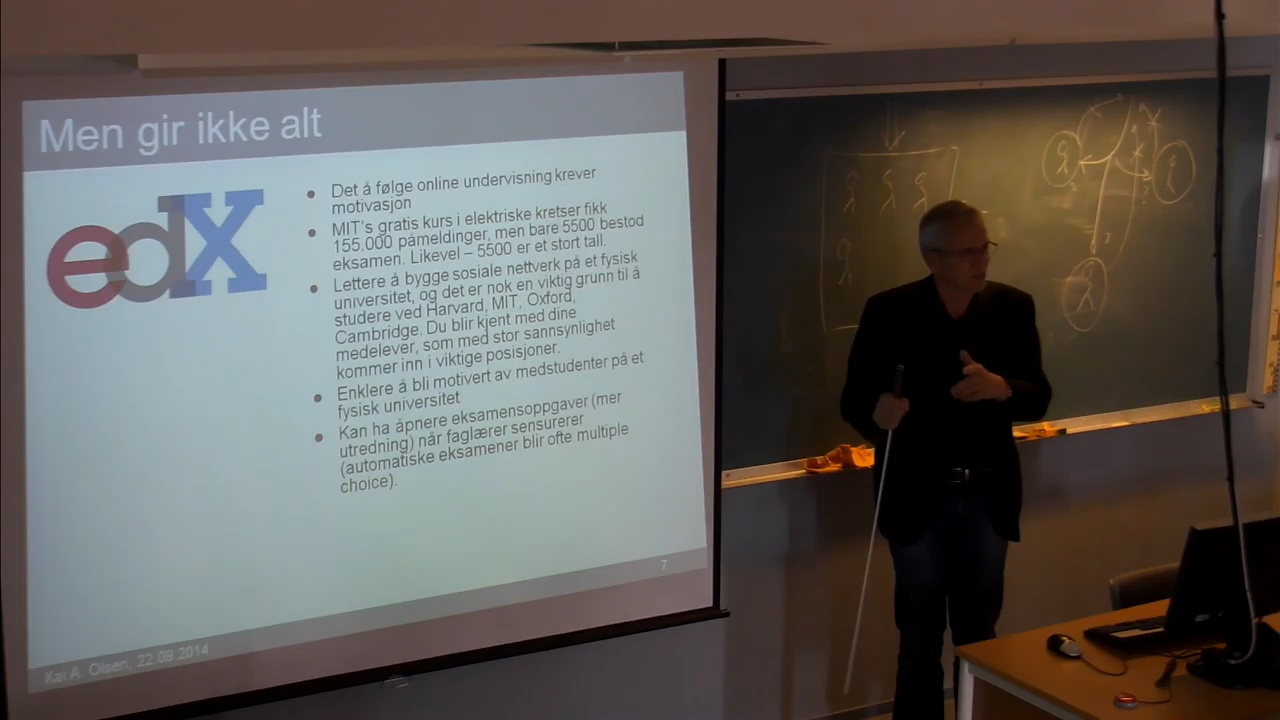 Men gir ikke alt
edX
• Det å følge online undervisning krever
motivasjon
• MIT's gratis kurs i elektriske kretser fikk
155.000 påmeldinger, men bare 5500 bestod
eksamen. Likevel – 5500 er et stort tall.
• Lettere å bygge sosiale nettverk på et fysisk
universitet, og det er nok en viktig grunn til å
studere ved Harvard, MIT, Oxford,
Cambridge. Du blir kjent med dine
medelever, som med stor sannsynlighet
kommer inn i viktige posisjoner.
• Enklere å bli motivert av medstudenter på et
fysisk universitet
• Kan ha åpnere eksamensoppgaver (mer
utredning) når faglærer sensurerer
(automatiske eksamener blir ofte multiple
choice).
7
Kai A. Olsen, 22.09.2014